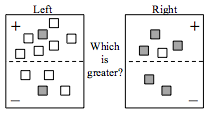 Left
Right
+
+
Which
is
greater?
−
−